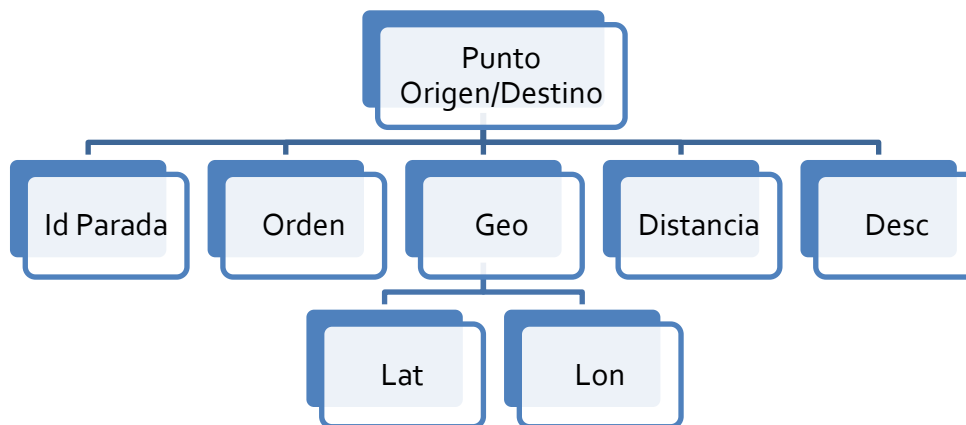 Punto
Origen/Destino
Id Parada
Orden
Geo
Distancia
Desc
Lat
Lon